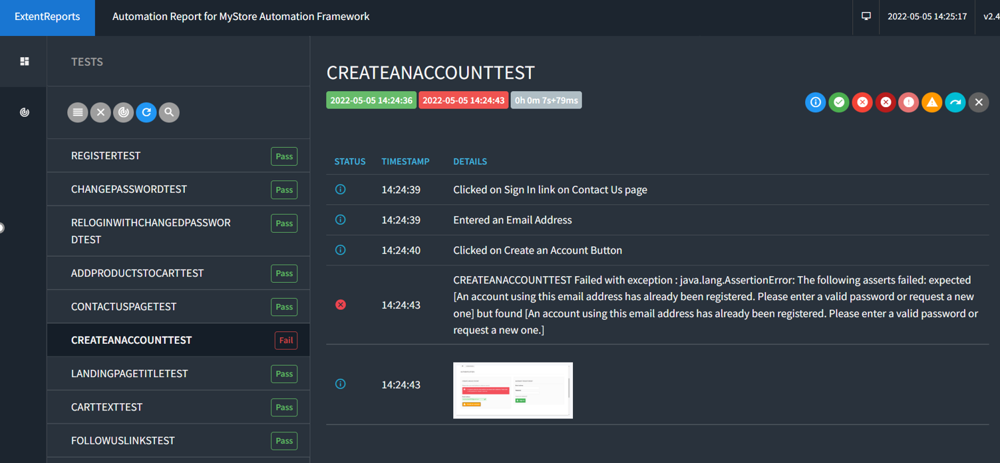 ExtentReports
Automation Report for MyStore Automation Framework
2022-05-05 14:25:17
v2.4
TESTS
REGISTERTEST Pass
CHANGEPASSWORDTEST Pass
RELOGINWITHCHANGEDPASSWOR Pass
DTEST
ADDPRODUCTSTOCARTTEST Pass
CONTACTUSPAGETEST Pass
CREATEANACCOUNTTEST Fail
LANDINGPAGETITLETEST Pass
CARTTEXTTEST Pass
FOLLOWUSLINKSTEST Pass
CREATEANACCOUNTTEST
2022-05-05 14:24:36 2022-05-05 14:24:43 0h 0m 7s+79ms
STATUS TIMESTAMP DETAILS
14:24:39 Clicked on Sign In link on Contact Us page
14:24:39 Entered an Email Address
14:24:40 Clicked on Create an Account Button
CREATEANACCOUNTTEST Failed with exception : java.lang.AssertionError: The following asserts failed: expected
[An account using this email address has already been registered. Please enter a valid password or request a new
14:24:43
one] but found [An account using this email address has already been registered. Please enter a valid password or
request a new one.]
14:24:43